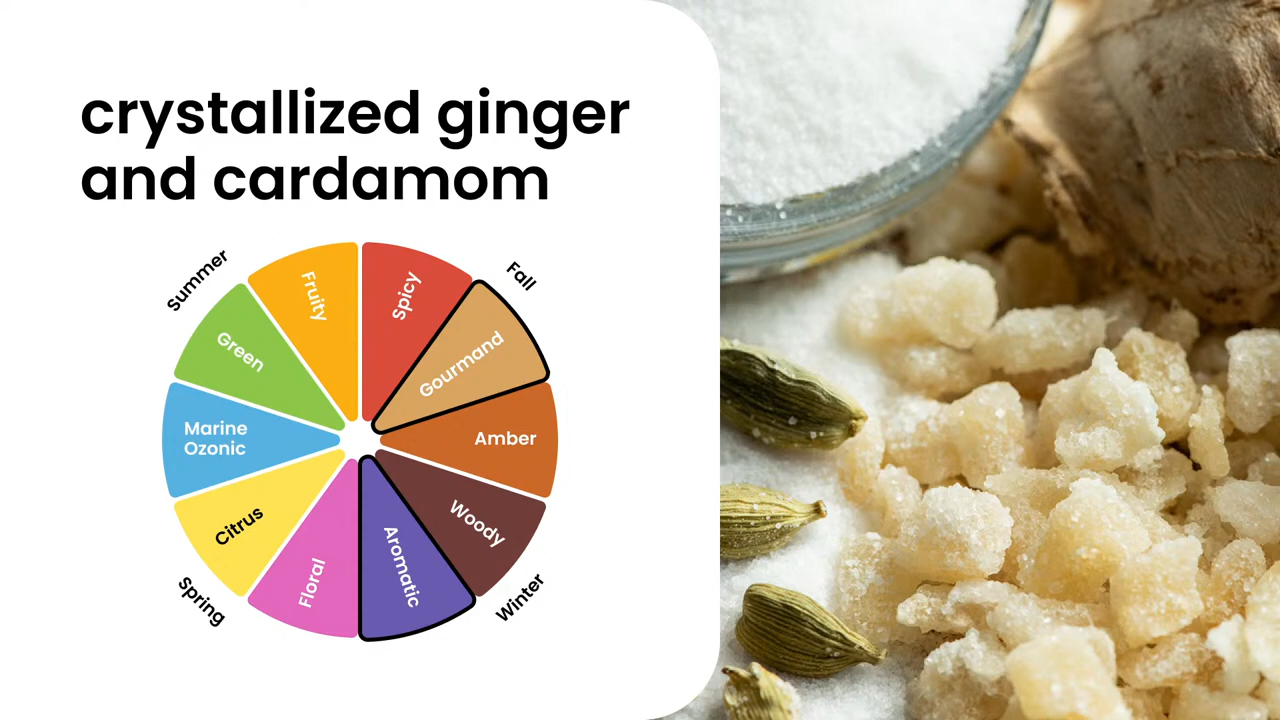 crystallized ginger
and cardamom
Summer
Fall
Fruity
Spicy
Green
Gourmand
Marine
Ozonic
Amber
Citrus
Woody
Floral
Aromatic
Spring
Winter